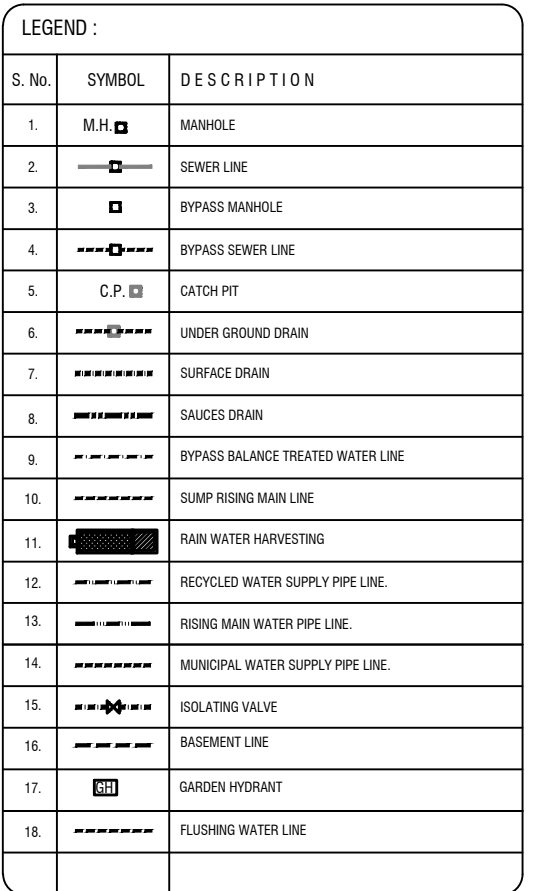 LEGEND :
S. No. SYMBOL DESCRIPTION
1. M.H. MANHOLE
2. SEWER LINE
3. BYPASS MANHOLE
4. BYPASS SEWER LINE
5. C.P. CATCH PIT
6. UNDER GROUND DRAIN
7. SURFACE DRAIN
8. SAUCES DRAIN
9. BYPASS BALANCE TREATED WATER LINE
10. SUMP RISING MAIN LINE
11. RAIN WATER HARVESTING
12. RECYCLED WATER SUPPLY PIPE LINE.
13. RISING MAIN WATER PIPE LINE.
14. MUNICIPAL WATER SUPPLY PIPE LINE.
15. ISOLATING VALVE
16. BASEMENT LINE
17. GH GARDEN HYDRANT
18. FLUSHING WATER LINE